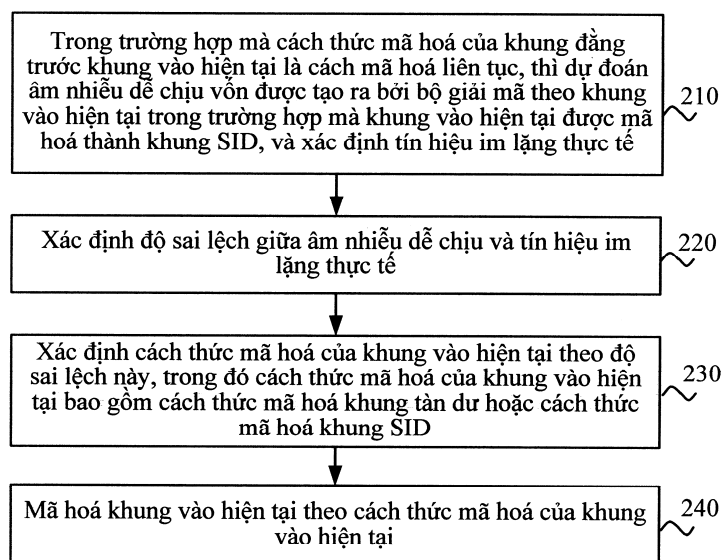 Trong trường hợp mà cách thức mã hoá của khung đằng
trước khung vào hiện tại là cách mã hoá liên tục, thì dự đoán
âm nhiễu dễ chịu vốn được tạo ra bởi bộ giải mã theo khung
vào hiện tại trong trường hợp mà khung vào hiện tại được mã
hoá thành khung SID, và xác định tín hiệu im lặng thực tế
210
Xác định độ sai lệch giữa âm nhiễu dễ chịu và tín hiệu im
lặng thực tế
220
Xác định cách thức mã hoá của khung vào hiện tại theo độ
sai lệch này, trong đó cách thức mã hoá của khung vào hiện
tại bao gồm cách thức mã hoá khung tàn dư hoặc cách thức
mã hoá khung SID
230
Mã hoá khung vào hiện tại theo cách thức mã hoá của khung
vào hiện tại
240